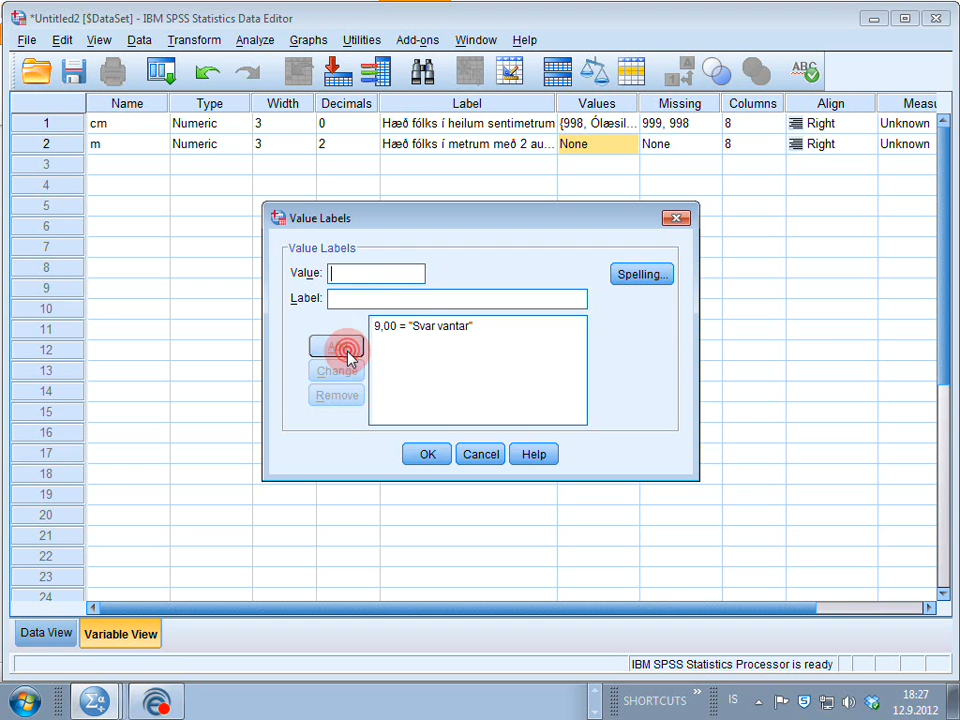 *Untitled2 [$DataSet] - IBM SPSS Statistics Data Editor
File Edit View Data Transform Analyze Graphs Utilities Add-ons Window Help
Name Type Width Decimals Label Values Missing Columns Align Measu
1 cm Numeric 3 0 Hæð fólks í heilum sentimetrum {998, Ólæsil... 999, 998 8 Right Unknown
2 m Numeric 3 2 Hæð fólks í metrum með 2 au... None None 8 Right Unknown
3
4
5
6
7
8
9
10
11
12
13
14
15
16
17
18
19
20
21
22
23
24
Value Labels
Value Labels
Value:
Spelling...
Label:
9,00 = "Svar vantar"
Change
Remove
OK Cancel Help
Data View Variable View
IBM SPSS Statistics Processor is ready
SHORTCUTS » IS 18:27
12.9.2012